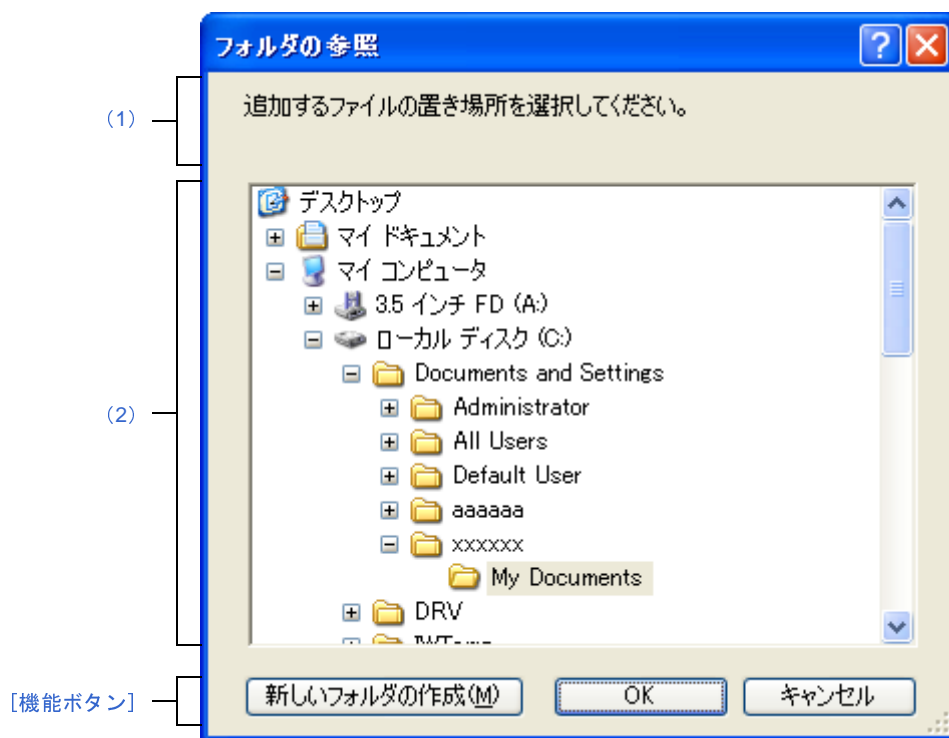 フォルダの参照
(1)
追加するファイルの置き場所を選択してください。
(2)
デスクトップ
マイ ドキュメント
マイ コンピュータ
3.5 インチ FD (A:)
ローカル ディスク (C:)
Documents and Settings
Administrator
All Users
Default User
aaaaaa
xxxxxx
My Documents
DRV
[機能ボタン]
新しいフォルダの作成(M)
OK
キャンセル